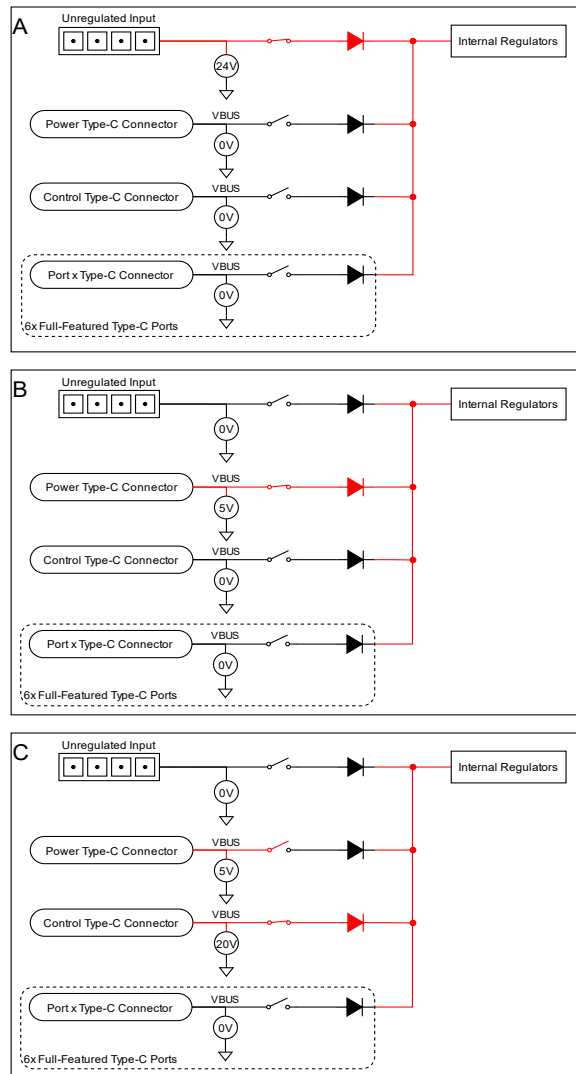 A
Unregulated Input
Internal Regulators
24V
Power Type-C Connector
VBUS
0V
Control Type-C Connector
VBUS
0V
Port x Type-C Connector
VBUS
0V
6x Full-Featured Type-C Ports
B
Unregulated Input
Internal Regulators
0V
Power Type-C Connector
VBUS
5V
Control Type-C Connector
VBUS
0V
Port x Type-C Connector
VBUS
0V
6x Full-Featured Type-C Ports
C
Unregulated Input
Internal Regulators
0V
Power Type-C Connector
VBUS
5V
Control Type-C Connector
VBUS
20V
Port x Type-C Connector
VBUS
0V
6x Full-Featured Type-C Ports